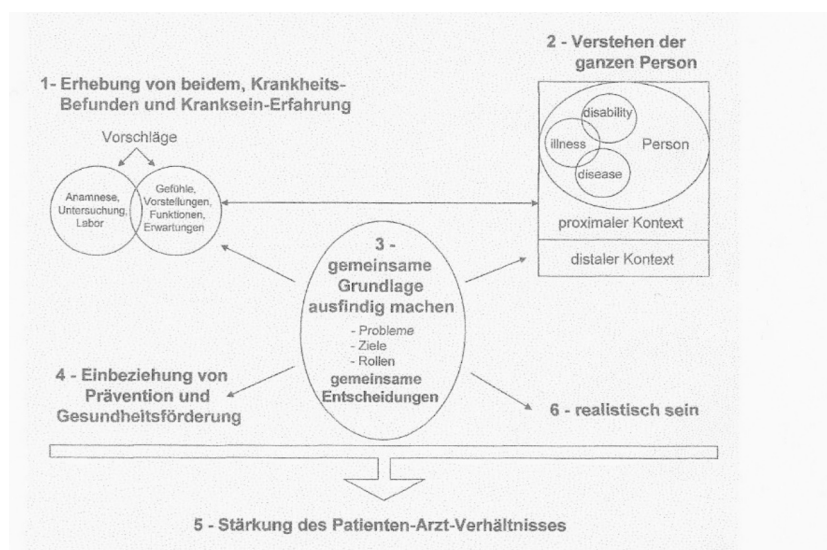 1- Erhebung von beidem, Krankheits-
Befunden und Kranksein-Erfahrung
Vorschläge
Anamnese,
Untersuchung,
Labor
Gefühle,
Vorstellungen,
Funktionen,
Erwartungen
2 - Verstehen der
ganzen Person
disability
illness
Person
disease
proximaler Kontext
distaler Kontext
3 -
gemeinsame
Grundlage
ausfindig machen
- Probleme
- Ziele
- Rollen
gemeinsame
Entscheidungen
4 - Einbeziehung von
Prävention und
Gesundheitsförderung
6 - realistisch sein
5 - Stärkung des Patienten-Arzt-Verhältnisses